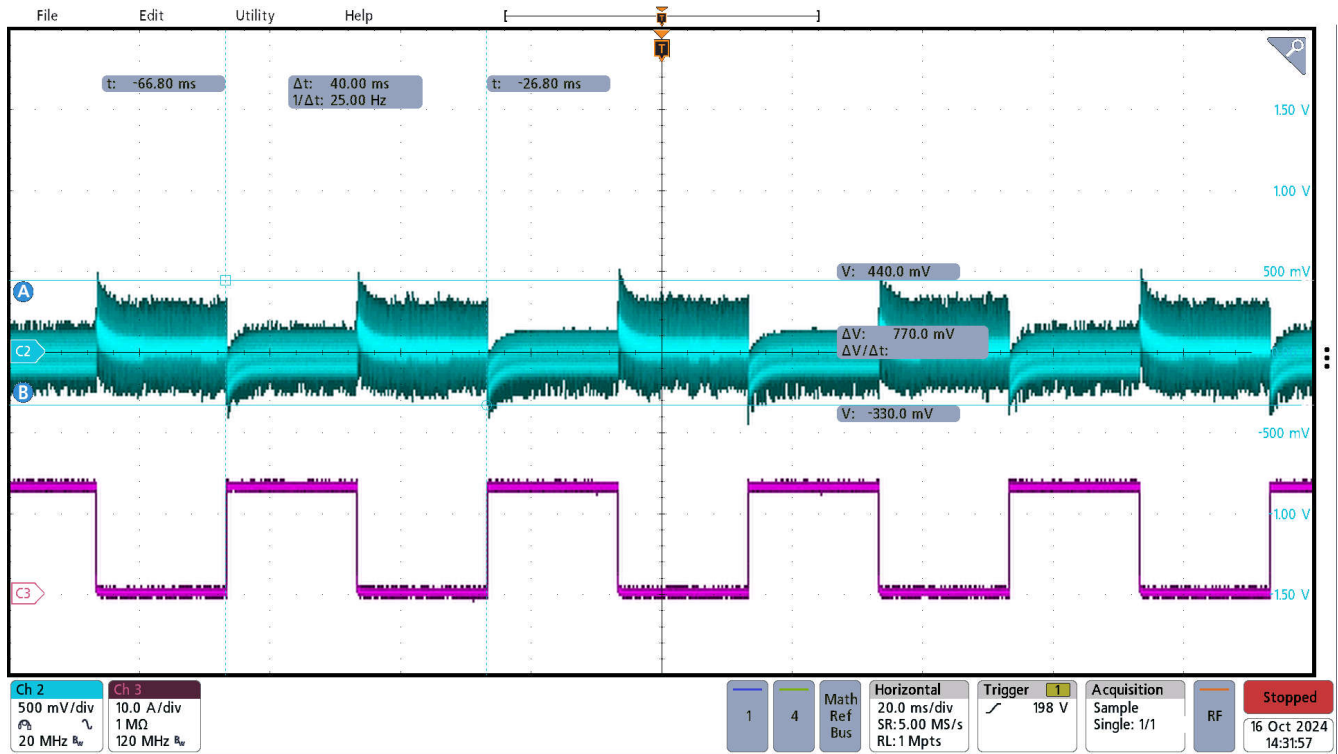 File Edit Utility Help
T
T
t: -66.80 ms
Δt: 40.00 ms
1/Δt: 25.00 Hz
t: -26.80 ms
1.50 V
1.00 V
V: 440.0 mV
500 mV
A
C2
ΔV: 770.0 mV
ΔV/Δt:
B
V: -330.0 mV
-500 mV
-1.00 V
C3
-1.50 V
Ch 2
500 mV/div
20 MHz Bw
Ch 3
10.0 A/div
1 MΩ
120 MHz Bw
1
4
Math
Ref
Bus
Horizontal
20.0 ms/div
SR: 5.00 MS/s
RL: 1 Mpts
Trigger 1
198 V
Acquisition
Sample
Single: 1/1
RF
Stopped
16 Oct 2024
14:31:57